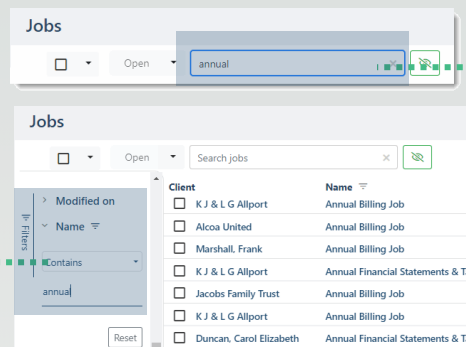 Jobs
Open annual
Jobs
Open Search jobs
Filters
Modified on
Name
Contains
annual
Reset
Client Name
K J & L G Allport Annual Billing Job
Alcoa United Annual Billing Job
Marshall, Frank Annual Billing Job
K J & L G Allport Annual Financial Statements & T
Jacobs Family Trust Annual Billing Job
K J & L G Allport Annual Billing Job
Duncan, Carol Elizabeth Annual Financial Statements & T